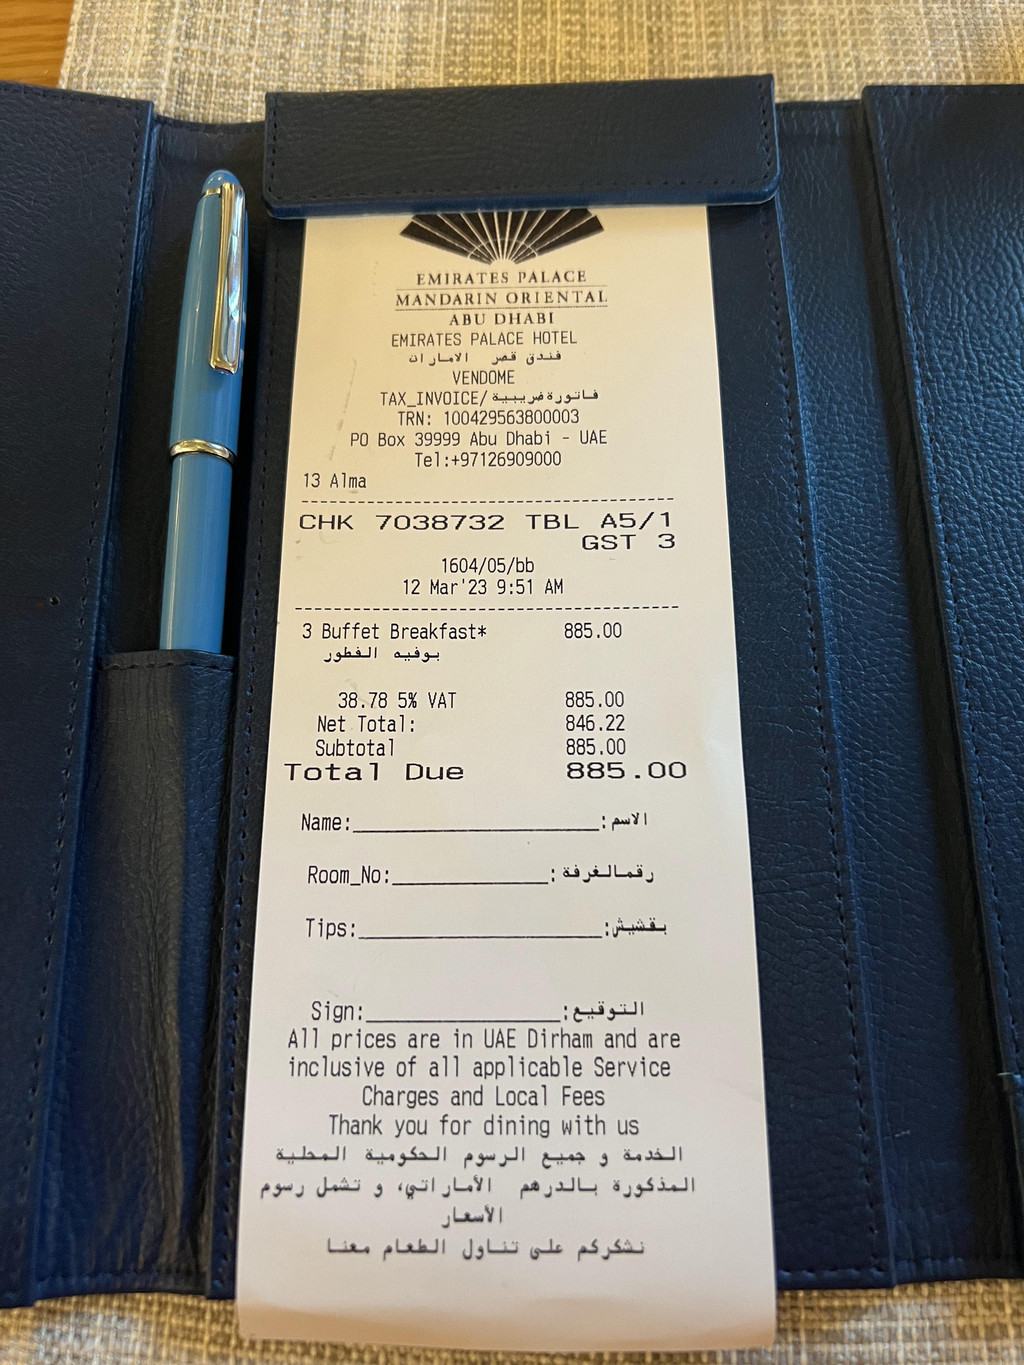 EMIRATES PALACE
MANDARIN ORIENTAL
ABU DHABI
EMIRATES PALACE HOTEL
فندق قصر الامارات
VENDOME
TAX_INVOICE/فاتورة ضريبية
TRN: 100429563800003
PO Box 39999 Abu Dhabi - UAE
Tel:+97126909000
13 Alma
CHK 7038732 TBL A5/1
GST 3
1604/05/bb
12 Mar'23 9:51 AM
3 Buffet Breakfast* 885.00
بوفيه الفطور
38.78 5% VAT 885.00
Net Total: 846.22
Subtotal 885.00
Total Due 885.00
Name:____________________:الاسم
Room_No:_____________:رقمالغرفة
Tips:____________________:بقشيش
Sign:________________:التوقيع
All prices are in UAE Dirham and are
inclusive of all applicable Service
Charges and Local Fees
Thank you for dining with us
الخدمة و جميع الرسوم الحكومية المحلية
المذكورة بالدرهم الأماراتي، و تشمل رسوم
الأسعار
نشكركم على تناول الطعام معنا